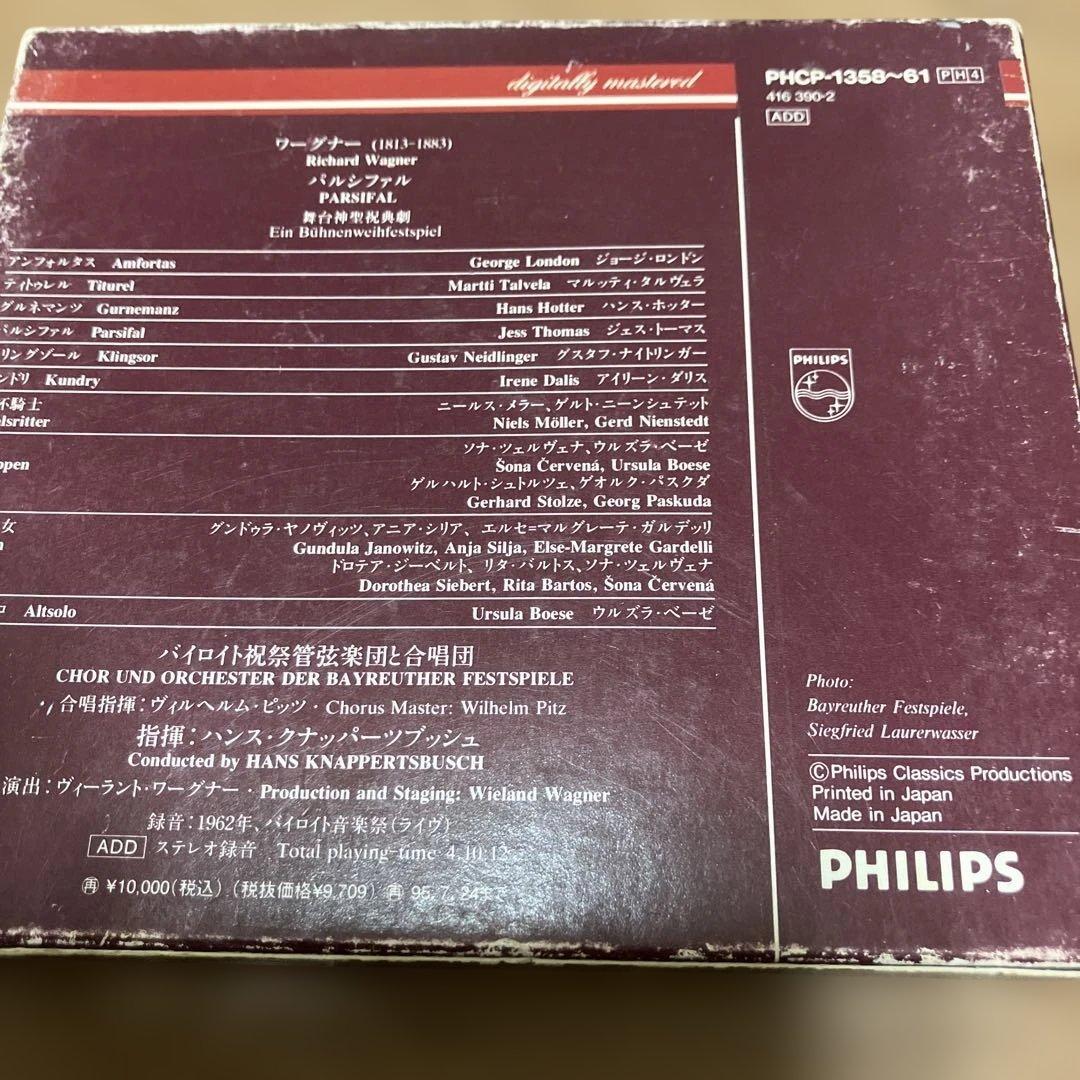 digitally mastered
PHCP-1358~61 PH4
416 390-2
ADD
ワーグナー (1813-1883)
Richard Wagner
パルシファル
PARSIFAL
舞台神聖祝典劇
Ein Bühnenweihfestspiel
アンフォルタス Amfortas George London ジョージ・ロンドン
ティトゥレル Titurel Martti Talvela マルッティ・タルヴェラ
グルネマンツ Gurnemanz Hans Hotter ハンス・ホッター
パルシファル Parsifal Jess Thomas ジェス・トーマス
リングゾール Klingsor Gustav Neidlinger グスタフ・ナイトリンガー
ンドリ Kundry Irene Dalis アイリーン・ダリス
杯騎士 ニールス・メラー、ゲルト・ニーンシュテット
lsritter Niels Möller, Gerd Nienstedt
ソナ・ツェルヴェナ、ウルズラ・ベーゼ
ppen Šona Červená, Ursula Boese
ゲルハルト・シュトルツェ、ゲオルク・パスクダ
Gerhard Stolze, Georg Paskuda
女 グンドゥラ・ヤノヴィッツ、アニア・シリア、エルセ=マルグレーテ・ガルデッリ
n Gundula Janowitz, Anja Silja, Else-Margrete Gardelli
ドロテア・ジーベルト、リタ・バルトス、ソナ・ツェルヴェナ
Dorothea Siebert, Rita Bartos, Šona Červená
ロ Altsolo Ursula Boese ウルズラ・ベーゼ
バイロイト祝祭管弦楽団と合唱団
CHOR UND ORCHESTER DER BAYREUTHER FESTSPIELE
合唱指揮:ヴィルヘルム・ピッツ・Chorus Master: Wilhelm Pitz
指揮:ハンス・クナッパーツブッシュ
Conducted by HANS KNAPPERTSBUSCH
演出:ヴィーラント・ワーグナー・Production and Staging: Wieland Wagner
録音:1962年、バイロイト音楽祭(ライヴ)
ADD ステレオ録音 Total playing-time 4.10:12
再 ¥10,000(税込) (税抜価格¥9,709) 再 95.7.24まで
PHILIPS
Photo:
Bayreuther Festspiele,
Siegfried Laurerwasser
©Philips Classics Productions
Printed in Japan
Made in Japan
PHILIPS